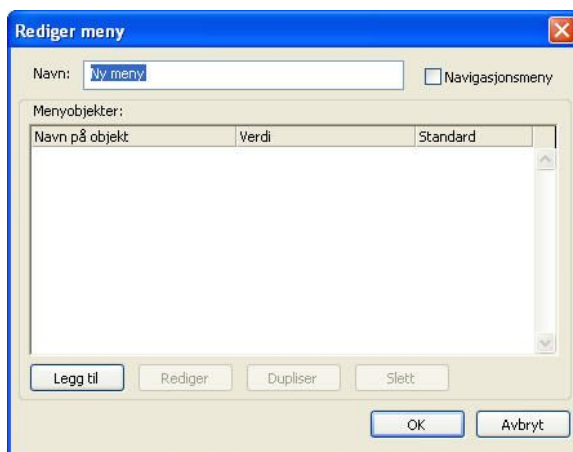 Rediger meny
Navn: Ny meny Navigasjonsmeny
Menyobjekter:
Navn på objekt Verdi Standard
Legg til Rediger Dupliser Slett
OK Avbryt